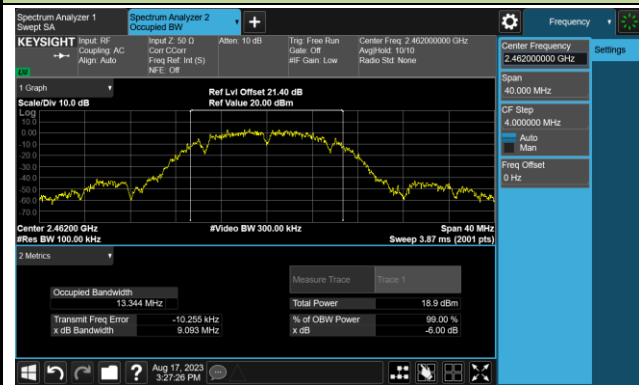 Spectrum Analyzer 1
Swept SA
Spectrum Analyzer 2
Occupied BW
Frequency
KEYSIGHT
Input: RF
Coupling: AC
Align: Auto
Input Z: 50 Ω
Corr CCorr
Freq Ref: Int (S)
NFE: Off
Atten: 10 dB
Trig: Free Run
Gate: Off
#IF Gain: Low
Center Freq: 2.462000000 GHz
Avg|Hold: 10/10
Radio Std: None
Center Frequency
2.462000000 GHz
Settings
Span
40.000 MHz
CF Step
4.000000 MHz
Auto
Man
Freq Offset
0 Hz
1 Graph
Scale/Div 10.0 dB
Ref Lvl Offset 21.40 dB
Ref Value 20.00 dBm
Log
10.0
0.00
-10.0
-20.0
-30.0
-40.0
-50.0
-60.0
-70.0
Center 2.46200 GHz
#Res BW 100.00 kHz
#Video BW 300.00 kHz
Span 40 MHz
Sweep 3.87 ms (2001 pts)
2 Metrics
Measure Trace
Trace 1
Occupied Bandwidth
13.344 MHz
Total Power
18.9 dBm
Transmit Freq Error
-10.255 kHz
% of OBW Power
99.00 %
x dB Bandwidth
9.093 MHz
x dB
-6.00 dB
Aug 17, 2023
3:27:26 PM